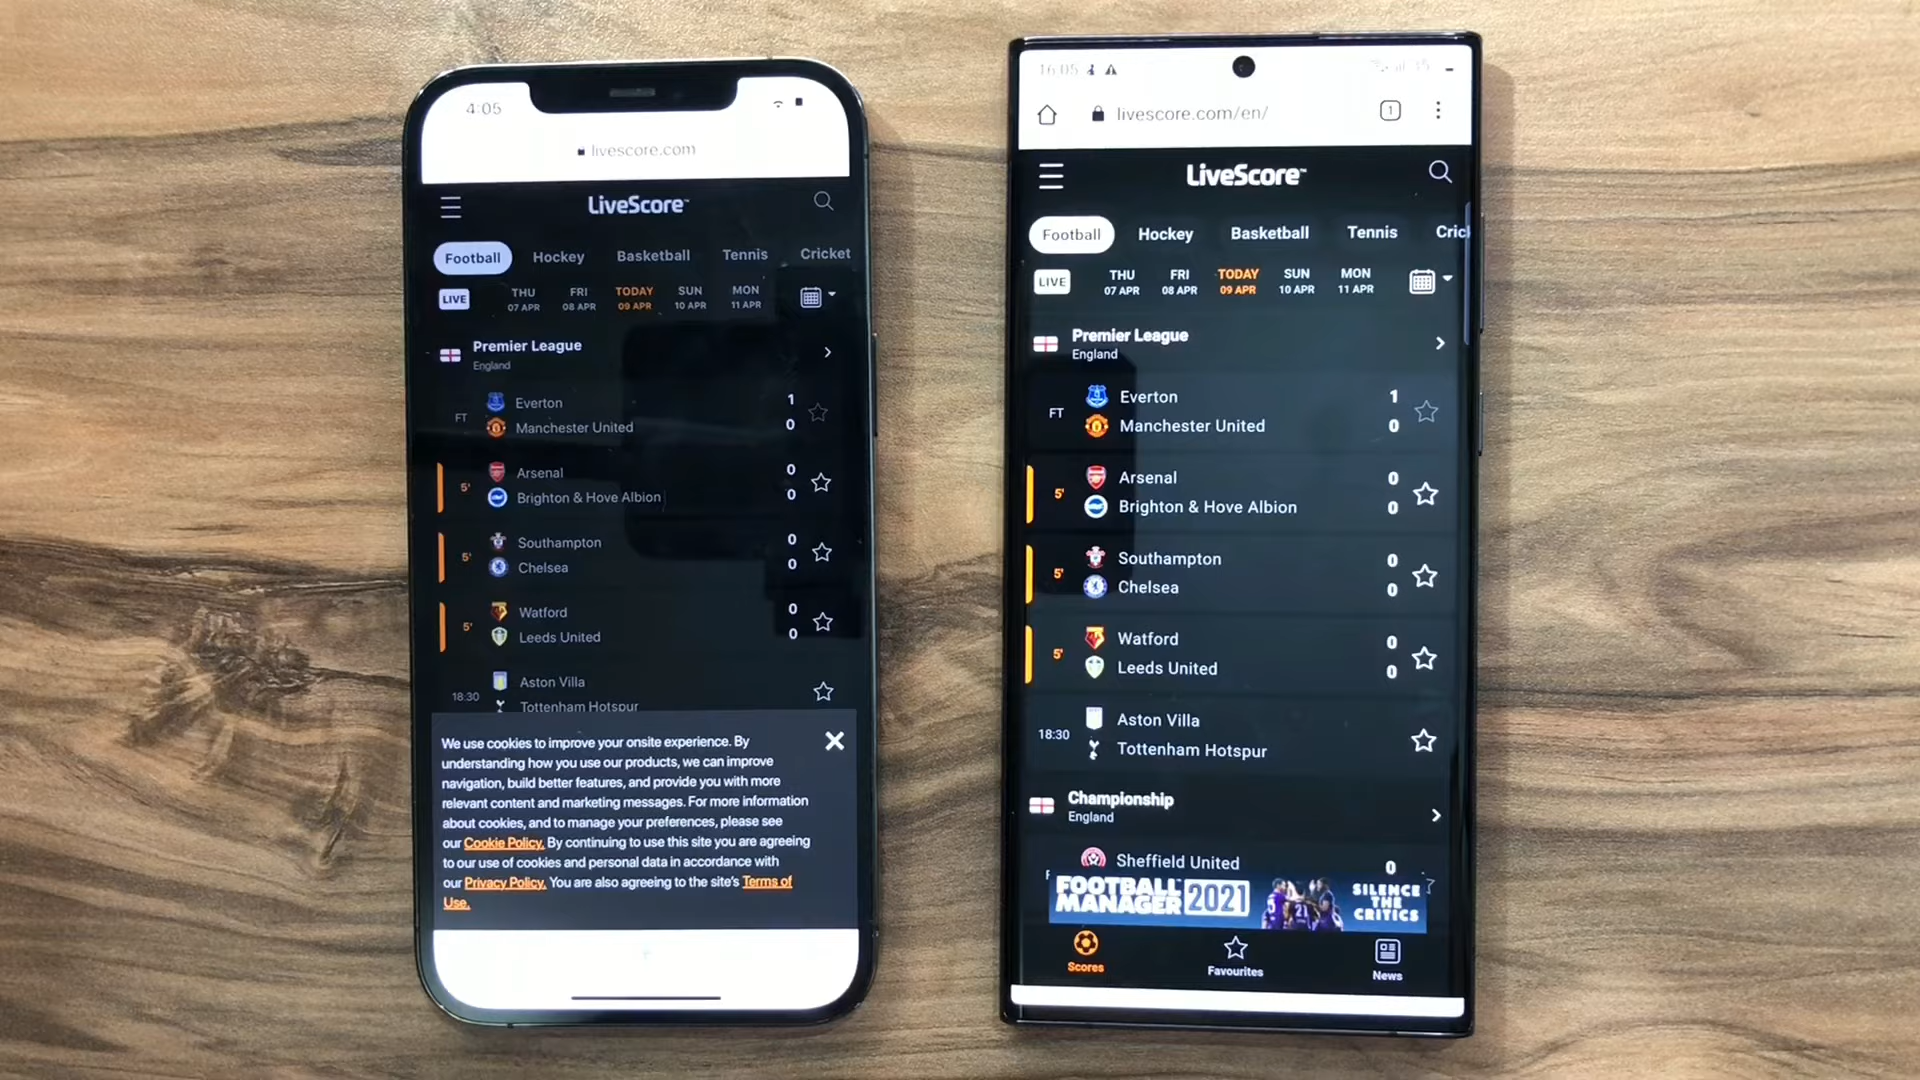 4:05
livescore.com
LiveScore™
Football Hockey Basketball Tennis Cricket
LIVE THU FRI TODAY SUN MON
07 APR 08 APR 09 APR 10 APR 11 APR
Premier League
England
FT Everton 1
Manchester United 0
5' Arsenal 0
Brighton & Hove Albion 0
5' Southampton 0
Chelsea 0
5' Watford 0
Leeds United 0
18:30 Aston Villa
Tottenham Hotspur
We use cookies to improve your onsite experience. By
understanding how you use our products, we can improve
navigation, build better features, and provide you with more
relevant content and marketing messages. For more information
about cookies, and to manage your preferences, please see
our Cookie Policy. By continuing to use this site you are agreeing
to our use of cookies and personal data in accordance with
our Privacy Policy. You are also agreeing to the site's Terms of
Use.
16:05
livescore.com/en/ 1
LiveScore™
Football Hockey Basketball Tennis Cric
LIVE THU FRI TODAY SUN MON
07 APR 08 APR 09 APR 10 APR 11 APR
Premier League
England
FT Everton 1
Manchester United 0
5' Arsenal 0
Brighton & Hove Albion 0
5' Southampton 0
Chelsea 0
5' Watford 0
Leeds United 0
18:30 Aston Villa
Tottenham Hotspur
Championship
England
Sheffield United 0
FOOTBALL
MANAGER 2021
SILENCE
THE
CRITICS
Scores Favourites News